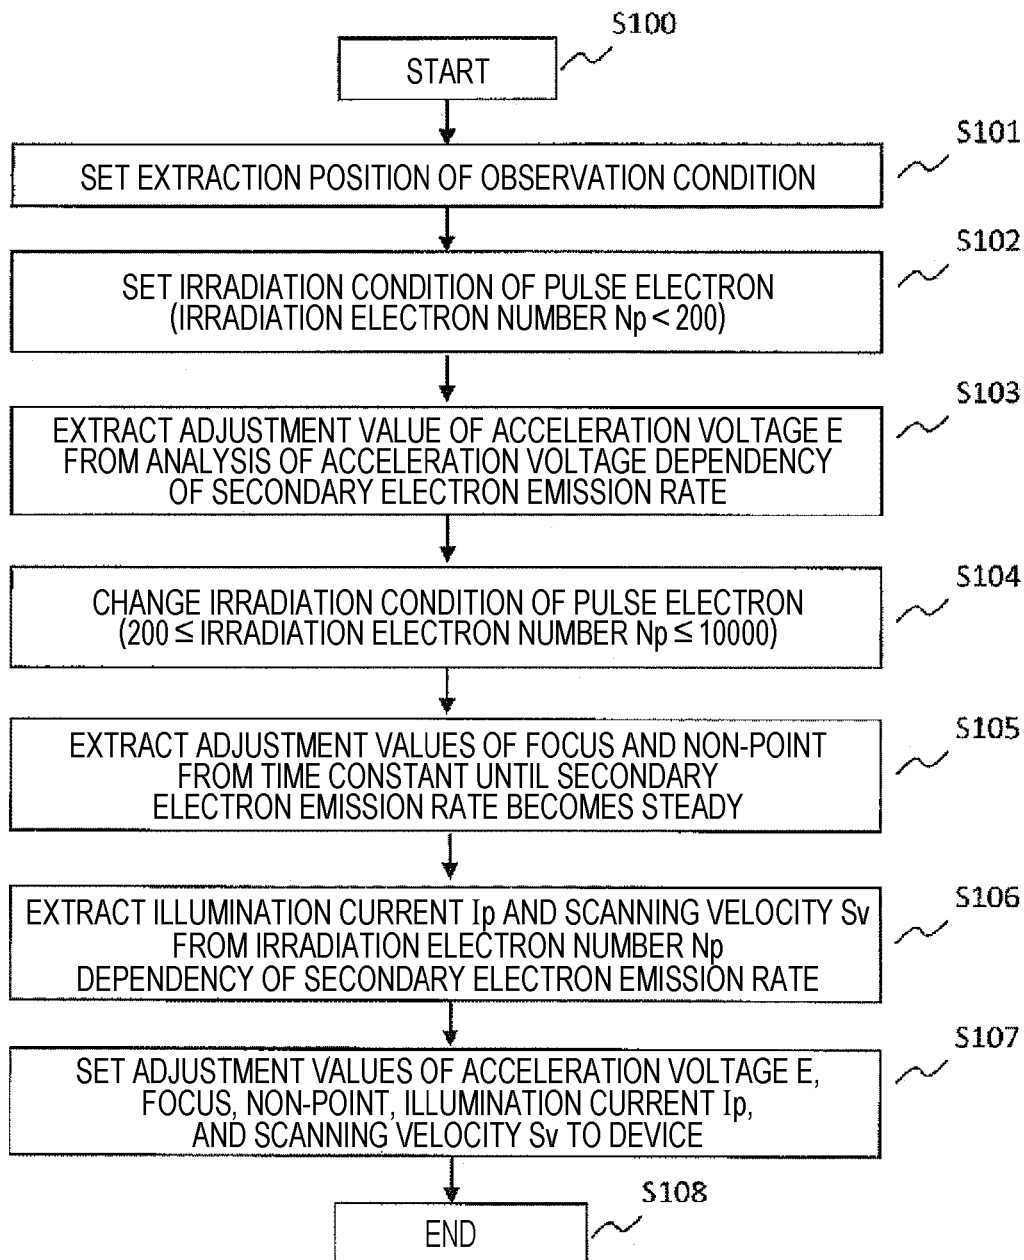 S100
START
S101
SET EXTRACTION POSITION OF OBSERVATION CONDITION
S102
SET IRRADIATION CONDITION OF PULSE ELECTRON
(IRRADIATION ELECTRON NUMBER Np < 200)
S103
EXTRACT ADJUSTMENT VALUE OF ACCELERATION VOLTAGE E
FROM ANALYSIS OF ACCELERATION VOLTAGE DEPENDENCY
OF SECONDARY ELECTRON EMISSION RATE
S104
CHANGE IRRADIATION CONDITION OF PULSE ELECTRON
(200 ≤ IRRADIATION ELECTRON NUMBER Np ≤ 10000)
S105
EXTRACT ADJUSTMENT VALUES OF FOCUS AND NON-POINT
FROM TIME CONSTANT UNTIL SECONDARY
ELECTRON EMISSION RATE BECOMES STEADY
S106
EXTRACT ILLUMINATION CURRENT Ip AND SCANNING VELOCITY Sv
FROM IRRADIATION ELECTRON NUMBER Np
DEPENDENCY OF SECONDARY ELECTRON EMISSION RATE
S107
SET ADJUSTMENT VALUES OF ACCELERATION VOLTAGE E,
FOCUS, NON-POINT, ILLUMINATION CURRENT Ip,
AND SCANNING VELOCITY Sv TO DEVICE
S108
END